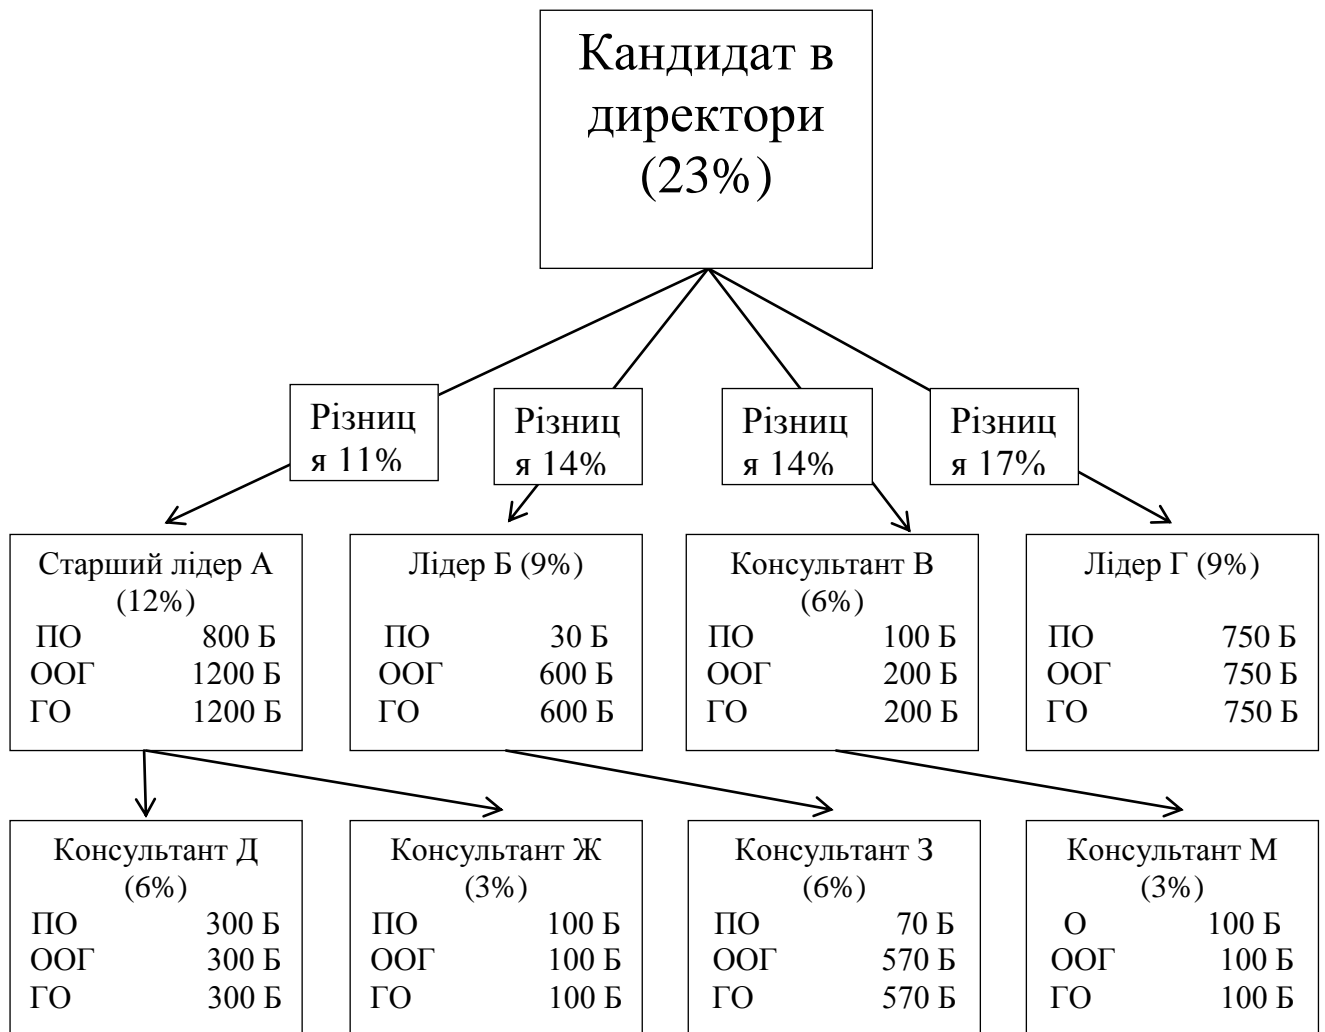 Кандидат в
директори
(23%)
Різниц
я 11%
Різниц
я 14%
Різниц
я 14%
Різниц
я 17%
Старший лідер А
(12%)
ПО 800 Б
ООГ 1200 Б
ГО 1200 Б
Лідер Б (9%)
ПО 30 Б
ООГ 600 Б
ГО 600 Б
Консультант В
(6%)
ПО 100 Б
ООГ 200 Б
ГО 200 Б
Лідер Г (9%)
ПО 750 Б
ООГ 750 Б
ГО 750 Б
Консультант Д
(6%)
ПО 300 Б
ООГ 300 Б
ГО 300 Б
Консультант Ж
(3%)
ПО 100 Б
ООГ 100 Б
ГО 100 Б
Консультант З
(6%)
ПО 70 Б
ООГ 570 Б
ГО 570 Б
Консультант М
(3%)
О 100 Б
ООГ 100 Б
ГО 100 Б